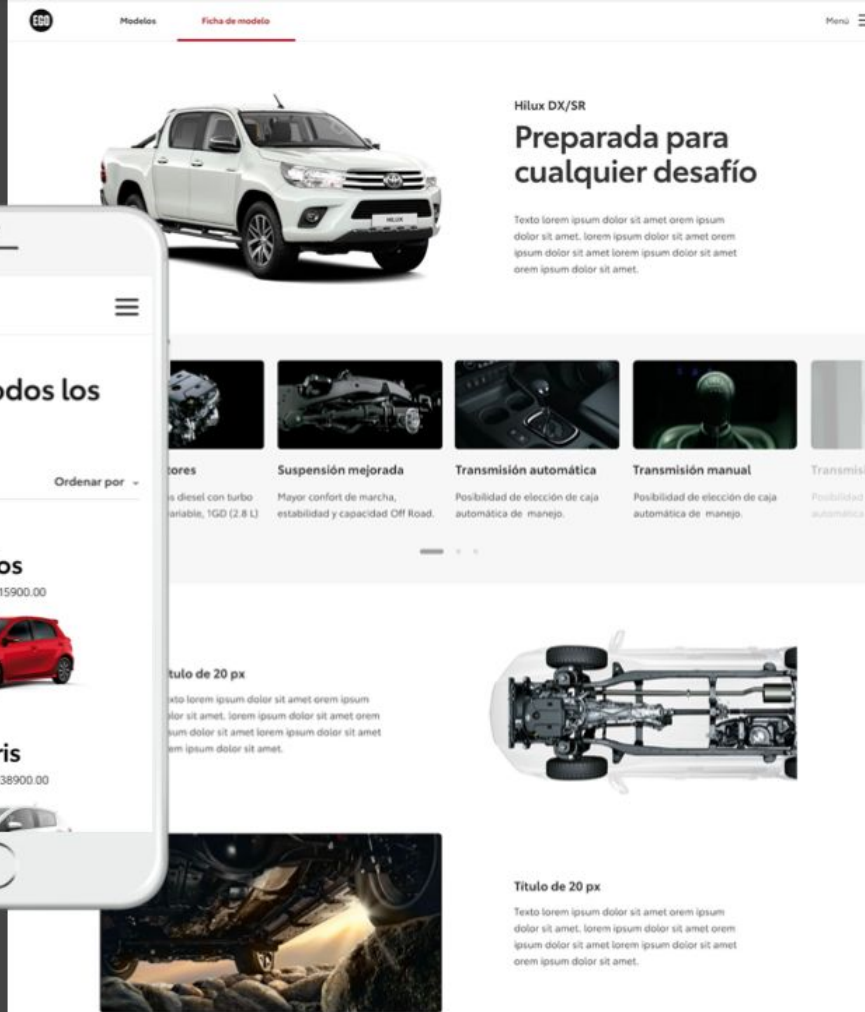 EGO
Modelos
Ficha de modelo
Menú
Hilux DX/SR
Preparada para
cualquier desafío
Texto lorem ipsum dolor sit amet orem ipsum
dolor sit amet. lorem ipsum dolor sit amet orem
ipsum dolor sit amet lorem ipsum dolor sit amet
orem ipsum dolor sit amet.
HILUX
odos los
Ordenar por
os
15900.00
ris
38900.00
tores
s diesel con turbo
ariable, 1GD (2.8 L)
Suspensión mejorada
Mayor confort de marcha,
estabilidad y capacidad Off Road.
Transmisión automática
Posibilidad de elección de caja
automática de manejo.
Transmisión manual
Posibilidad de elección de caja
automática de manejo.
Transmis
Posibilidad
automática
tulo de 20 px
xto lorem ipsum dolor sit amet orem ipsum
lor sit amet. lorem ipsum dolor sit amet orem
sum dolor sit amet lorem ipsum dolor sit amet
em ipsum dolor sit amet.
Título de 20 px
Texto lorem ipsum dolor sit amet orem ipsum
dolor sit amet. lorem ipsum dolor sit amet orem
ipsum dolor sit amet lorem ipsum dolor sit amet
orem ipsum dolor sit amet.